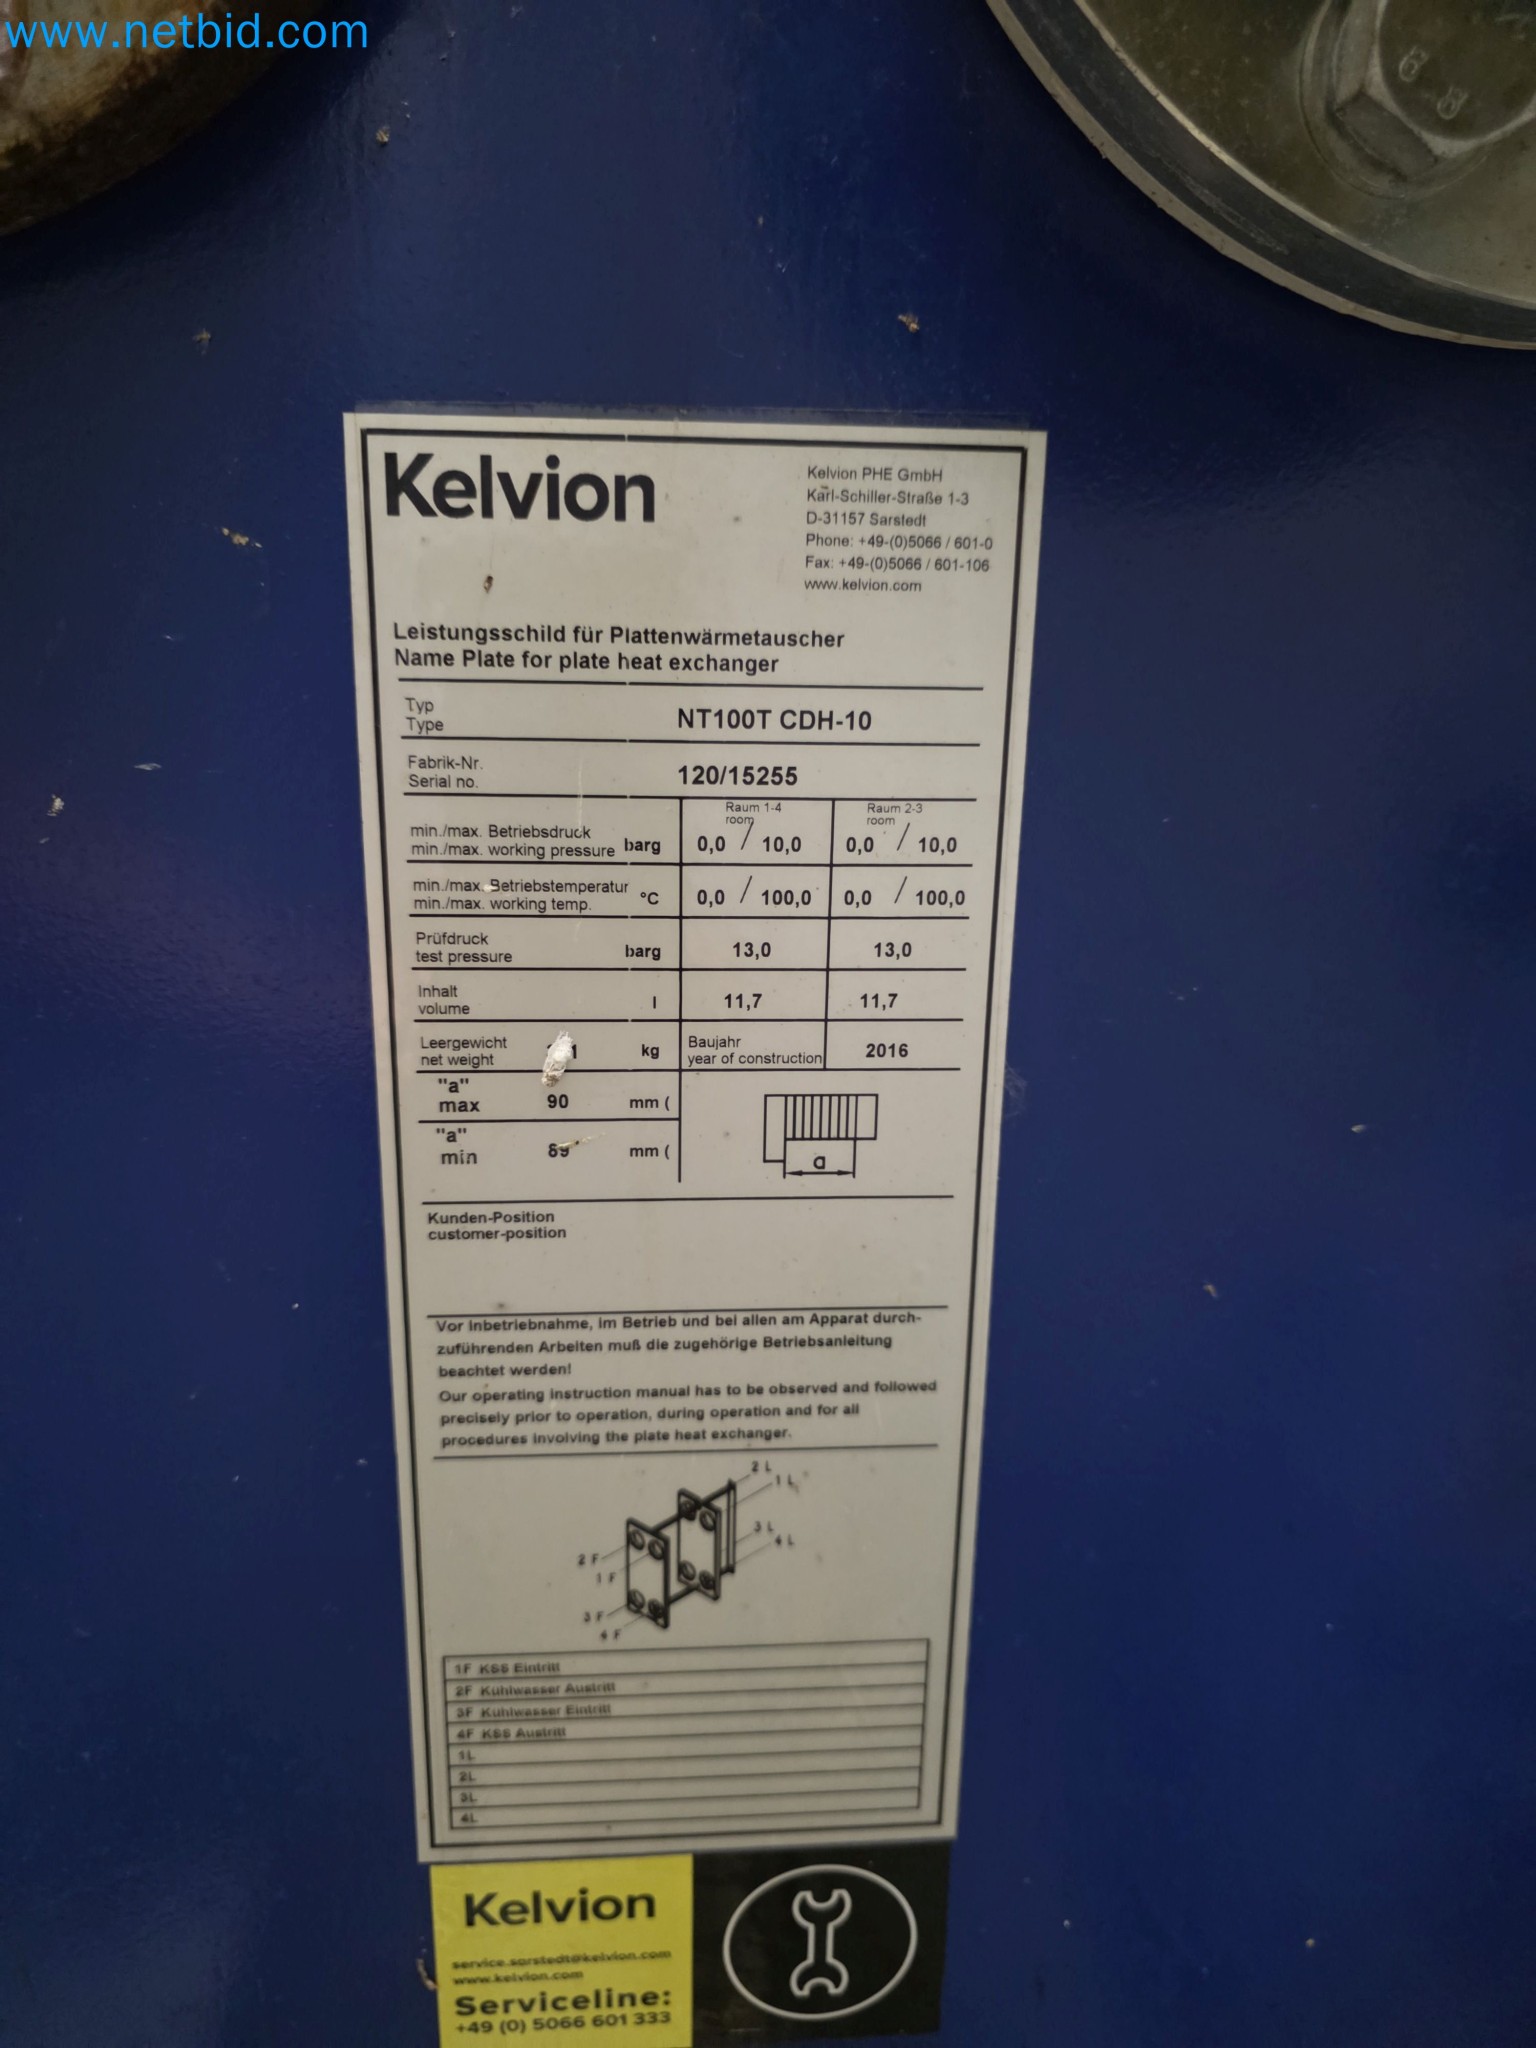 www.netbid.com
68
Kelvion
Kelvion PHE GmbH
Karl-Schiller-Straße 1-3
D-31157 Sarstedt
Phone: +49-(0)5066 / 601-0
Fax: +49-(0)5066 / 601-106
www.kelvion.com
Leistungsschild für Plattenwärmetauscher
Name Plate for plate heat exchanger
Typ
Type
NT100T CDH-10
Fabrik-Nr.
Serial no.
120/15255
Raum 1-4
room
Raum 2-3
room
min./max. Betriebsdruck
min./max. working pressure barg 0,0 / 10,0 0,0 / 10,0
min./max. Betriebstemperatur
min./max. working temp. °C 0,0 / 100,0 0,0 / 100,0
Prüfdruck
test pressure barg 13,0 13,0
Inhalt
volume l 11,7 11,7
Leergewicht
net weight kg
Baujahr
year of construction 2016
"a"
max 90 mm (
"a"
min 89 mm (
a
Kunden-Position
customer-position
Vor Inbetriebnahme, im Betrieb und bei allen am Apparat durch-
zuführenden Arbeiten muß die zugehörige Betriebsanleitung
beachtet werden!
Our operating instruction manual has to be observed and followed
precisely prior to operation, during operation and for all
procedures involving the plate heat exchanger.
2 L
1 L
3 L
4 L
2 F
1 F
3 F
4 F
1F KSS Eintritt
2F Kühlwasser Austritt
3F Kühlwasser Eintritt
4F KSS Austritt
1L
2L
3L
4L
Kelvion
service.sarstedt@kelvion.com
www.kelvion.com
Serviceline:
+49 (0) 5066 601 333